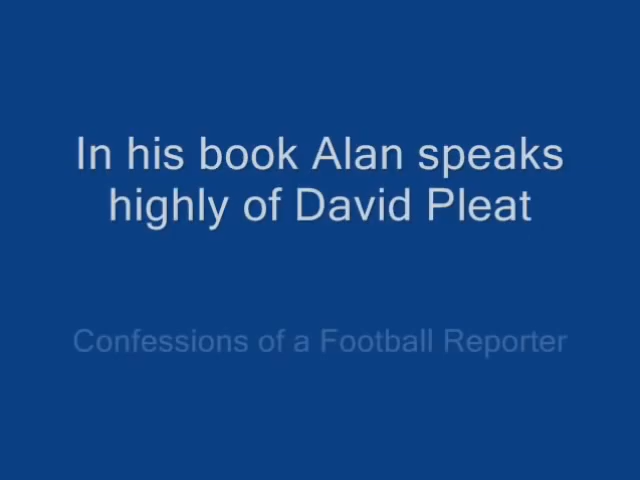 In his book Alan speaks
highly of David Pleat
Confessions of a Football Reporter